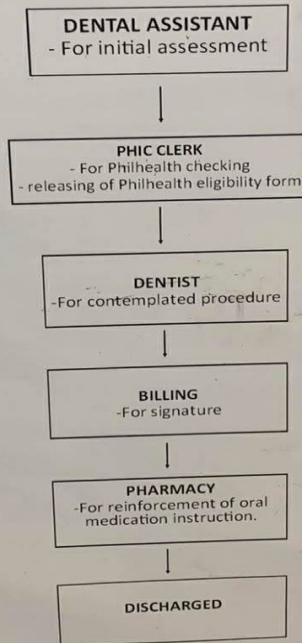 DENTAL ASSISTANT
- For initial assessment
PHIC CLERK
- For Philhealth checking
- releasing of Philhealth eligibility form
DENTIST
-For contemplated procedure
BILLING
-For signature
PHARMACY
-For reinforcement of oral
medication instruction.
DISCHARGED